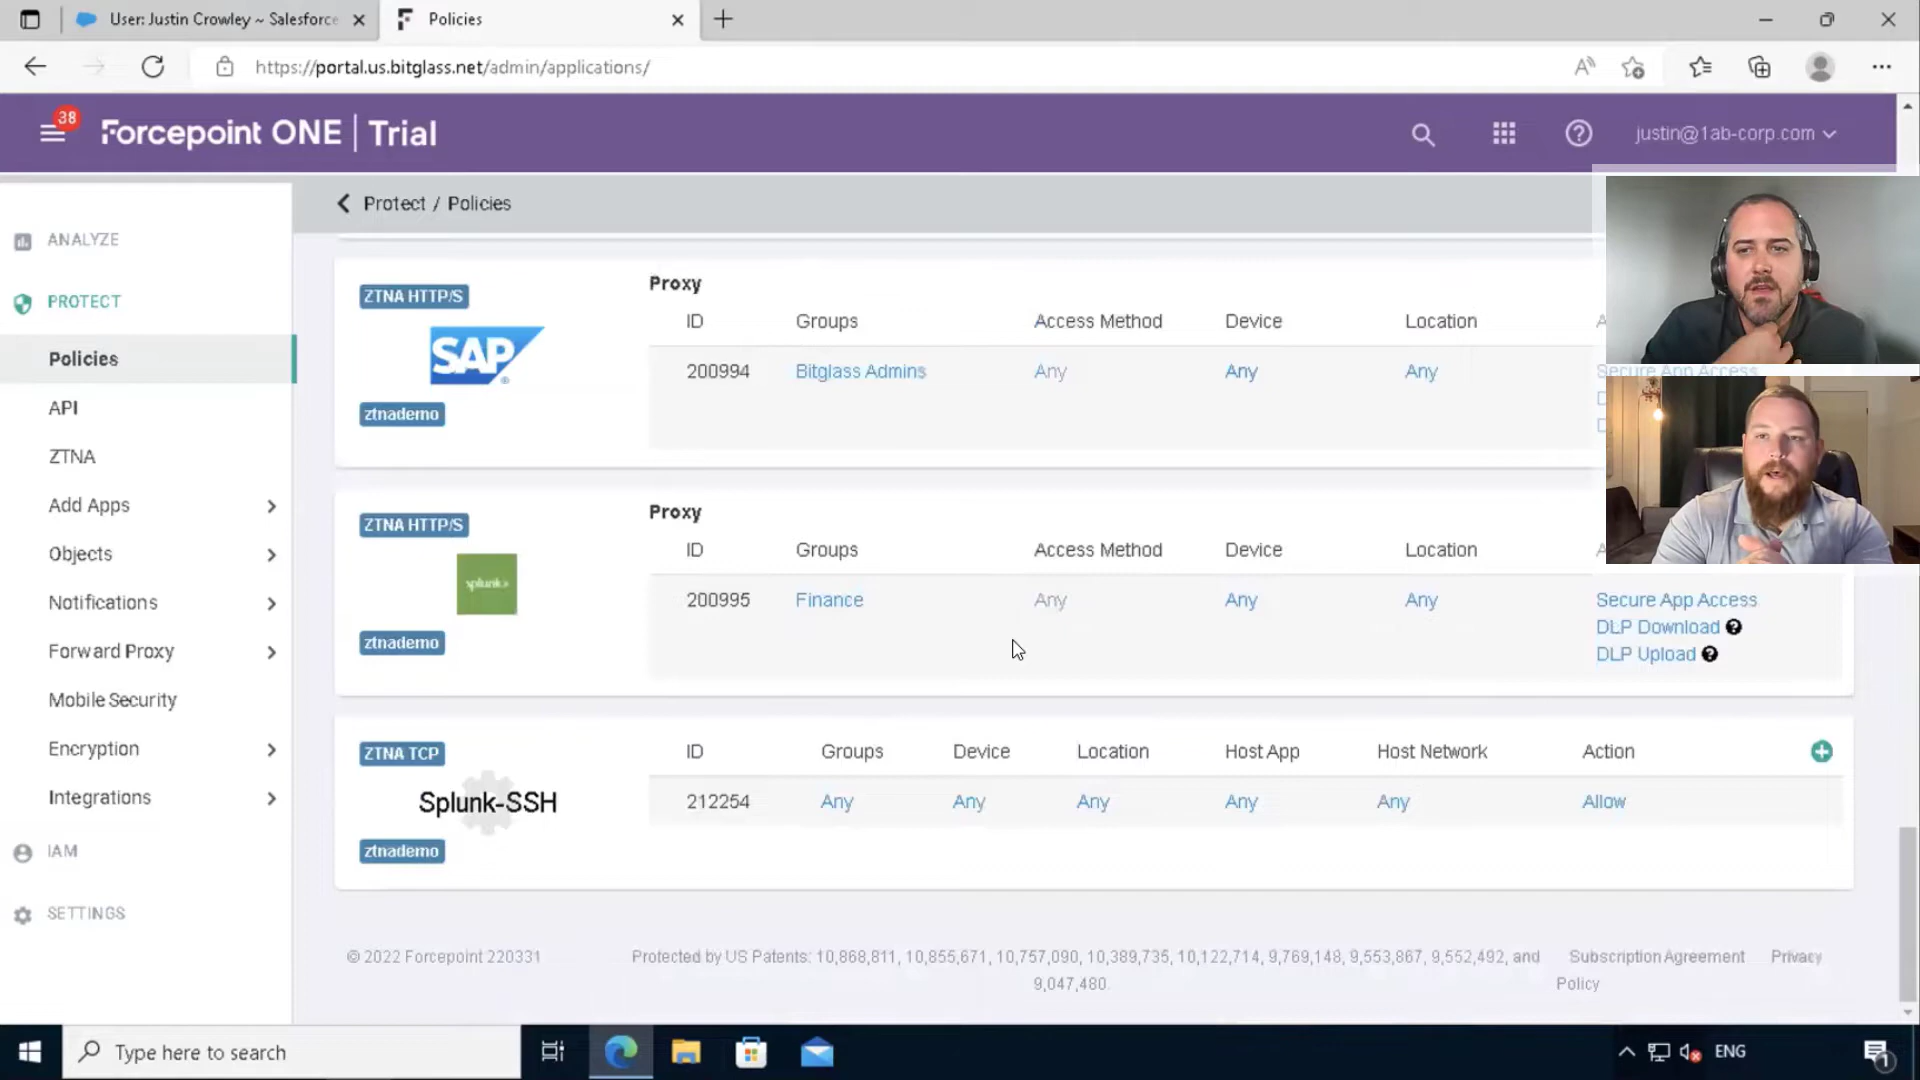 User: Justin Crowley ~ Salesforce
Policies
https://portal.us.bitglass.net/admin/applications/
38
Forcepoint ONE | Trial
justin@1ab-corp.com
ANALYZE
PROTECT
Policies
API
ZTNA
Add Apps
Objects
Notifications
Forward Proxy
Mobile Security
Encryption
Integrations
IAM
SETTINGS
Protect / Policies
ZTNA HTTP/S
SAP
ztnademo
Proxy
ID Groups Access Method Device Location
200994 Bitglass Admins Any Any Any Secure App Access
ZTNA HTTP/S
splunk>
ztnademo
Proxy
ID Groups Access Method Device Location
200995 Finance Any Any Any Secure App Access
DLP Download
DLP Upload
ZTNA TCP
Splunk-SSH
ztnademo
ID Groups Device Location Host App Host Network Action
212254 Any Any Any Any Any Allow
© 2022 Forcepoint 220331
Protected by US Patents: 10,868,811, 10,855,671, 10,757,090, 10,389,735, 10,122,714, 9,769,148, 9,553,867, 9,552,492, and
9,047,480.
Subscription Agreement Privacy
Policy
Type here to search
ENG
1